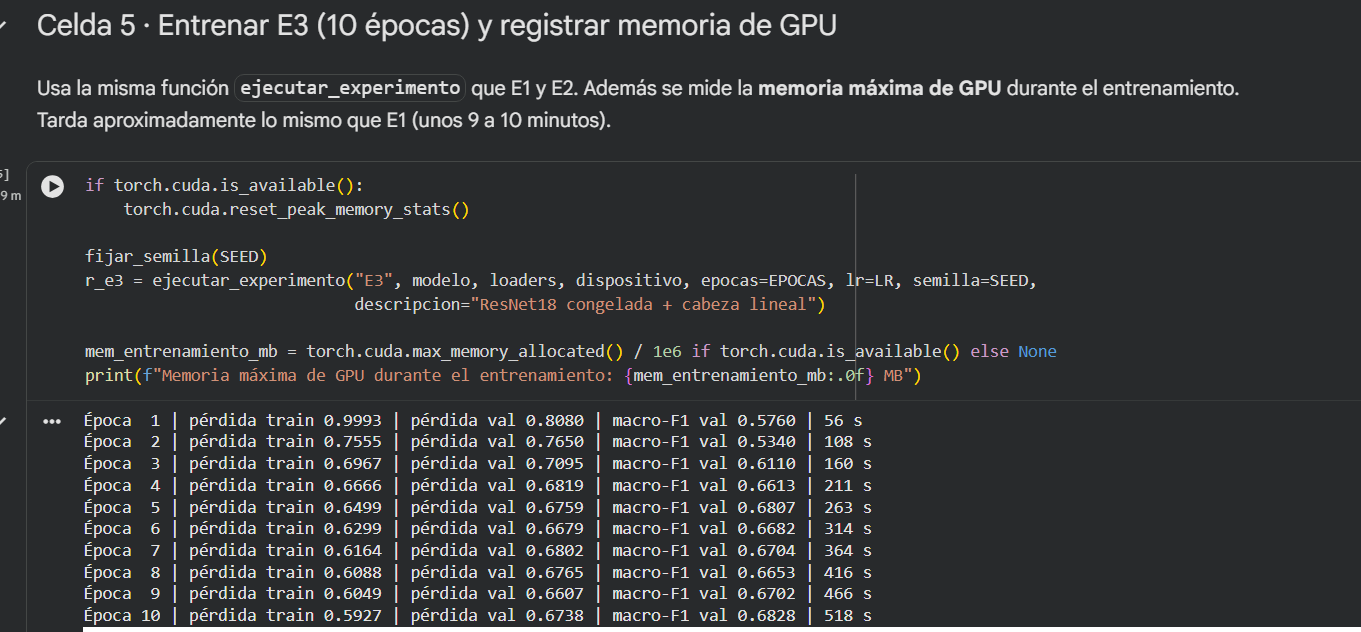 Celda 5 · Entrenar E3 (10 épocas) y registrar memoria de GPU
Usa la misma función ejecutar_experimento que E1 y E2. Además se mide la memoria máxima de GPU durante el entrenamiento.
Tarda aproximadamente lo mismo que E1 (unos 9 a 10 minutos).
9 m
if torch.cuda.is_available():
    torch.cuda.reset_peak_memory_stats()
fijar_semilla(SEED)
r_e3 = ejecutar_experimento("E3", modelo, loaders, dispositivo, epocas=EPOCAS, lr=LR, semilla=SEED,
                            descripcion="ResNet18 congelada + cabeza lineal")
mem_entrenamiento_mb = torch.cuda.max_memory_allocated() / 1e6 if torch.cuda.is_available() else None
print(f"Memoria máxima de GPU durante el entrenamiento: {mem_entrenamiento_mb:.0f} MB")
Época  1 | pérdida train 0.9993 | pérdida val 0.8080 | macro-F1 val 0.5760 | 56 s
Época  2 | pérdida train 0.7555 | pérdida val 0.7650 | macro-F1 val 0.5340 | 108 s
Época  3 | pérdida train 0.6967 | pérdida val 0.7095 | macro-F1 val 0.6110 | 160 s
Época  4 | pérdida train 0.6666 | pérdida val 0.6819 | macro-F1 val 0.6613 | 211 s
Época  5 | pérdida train 0.6499 | pérdida val 0.6759 | macro-F1 val 0.6807 | 263 s
Época  6 | pérdida train 0.6299 | pérdida val 0.6679 | macro-F1 val 0.6682 | 314 s
Época  7 | pérdida train 0.6164 | pérdida val 0.6802 | macro-F1 val 0.6704 | 364 s
Época  8 | pérdida train 0.6088 | pérdida val 0.6765 | macro-F1 val 0.6653 | 416 s
Época  9 | pérdida train 0.6049 | pérdida val 0.6607 | macro-F1 val 0.6702 | 466 s
Época 10 | pérdida train 0.5927 | pérdida val 0.6738 | macro-F1 val 0.6828 | 518 s